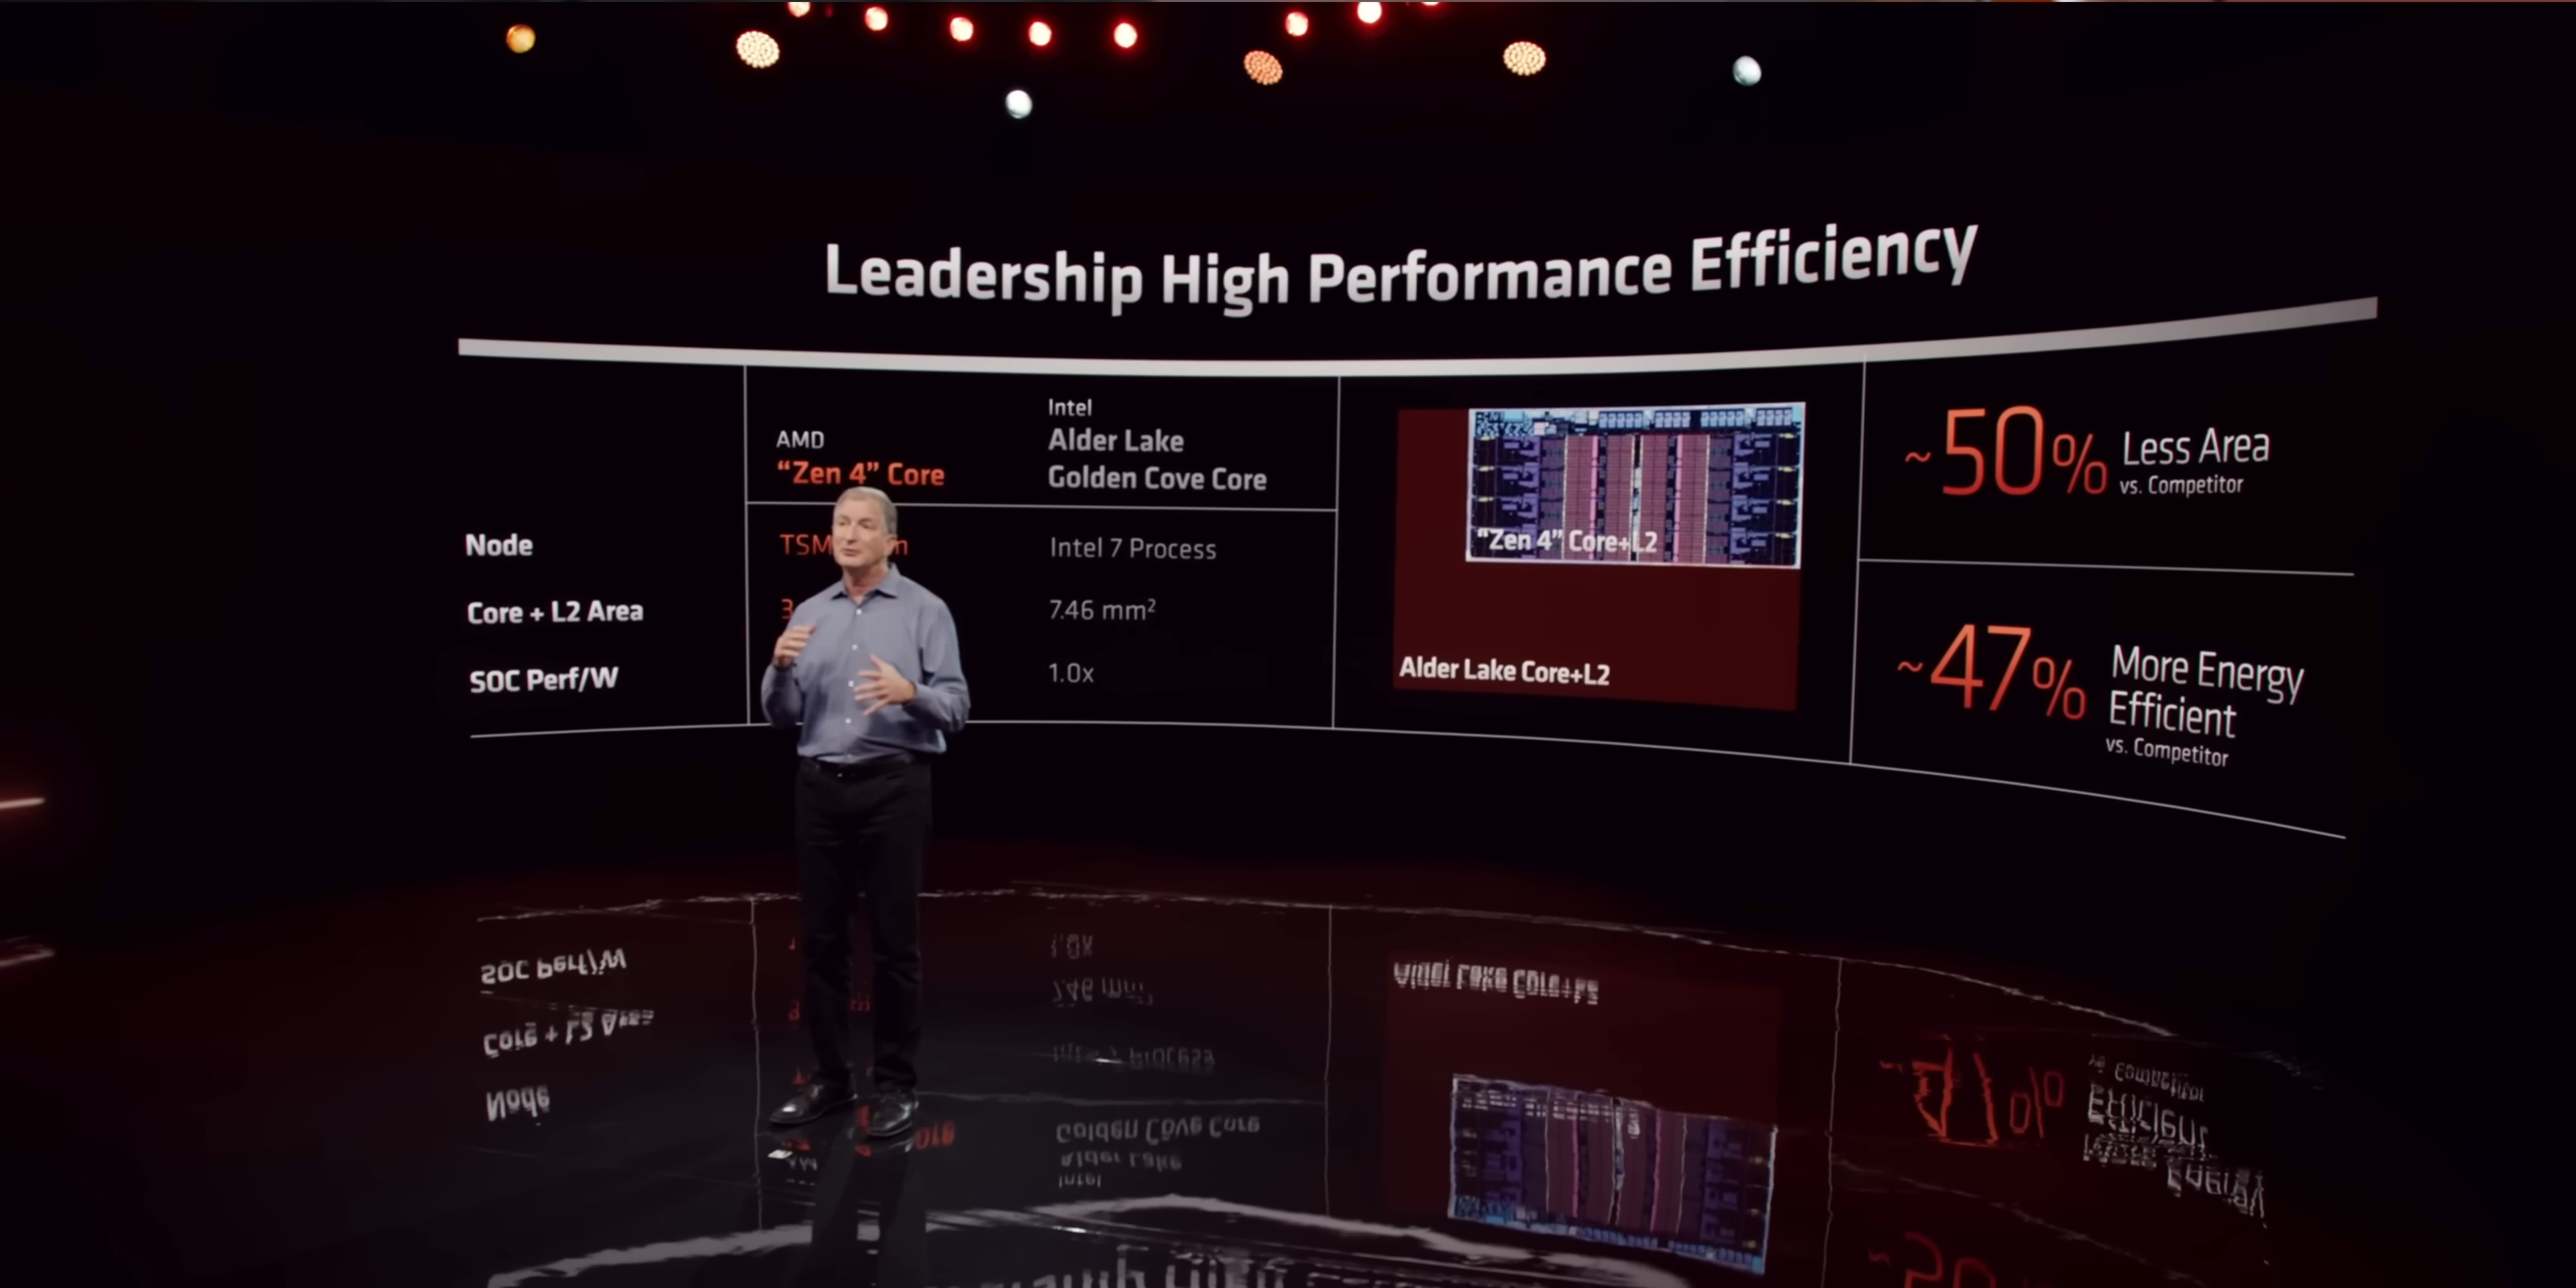 Leadership High Performance Efficiency
AMD
“Zen 4” Core
Intel
Alder Lake
Golden Cove Core
Node
Intel 7 Process
Core + L2 Area
7.46 mm²
SOC Perf/W
1.0x
“Zen 4” Core+L2
Alder Lake Core+L2
~50% Less Area
vs. Competitor
~47% More Energy
Efficient
vs. Competitor